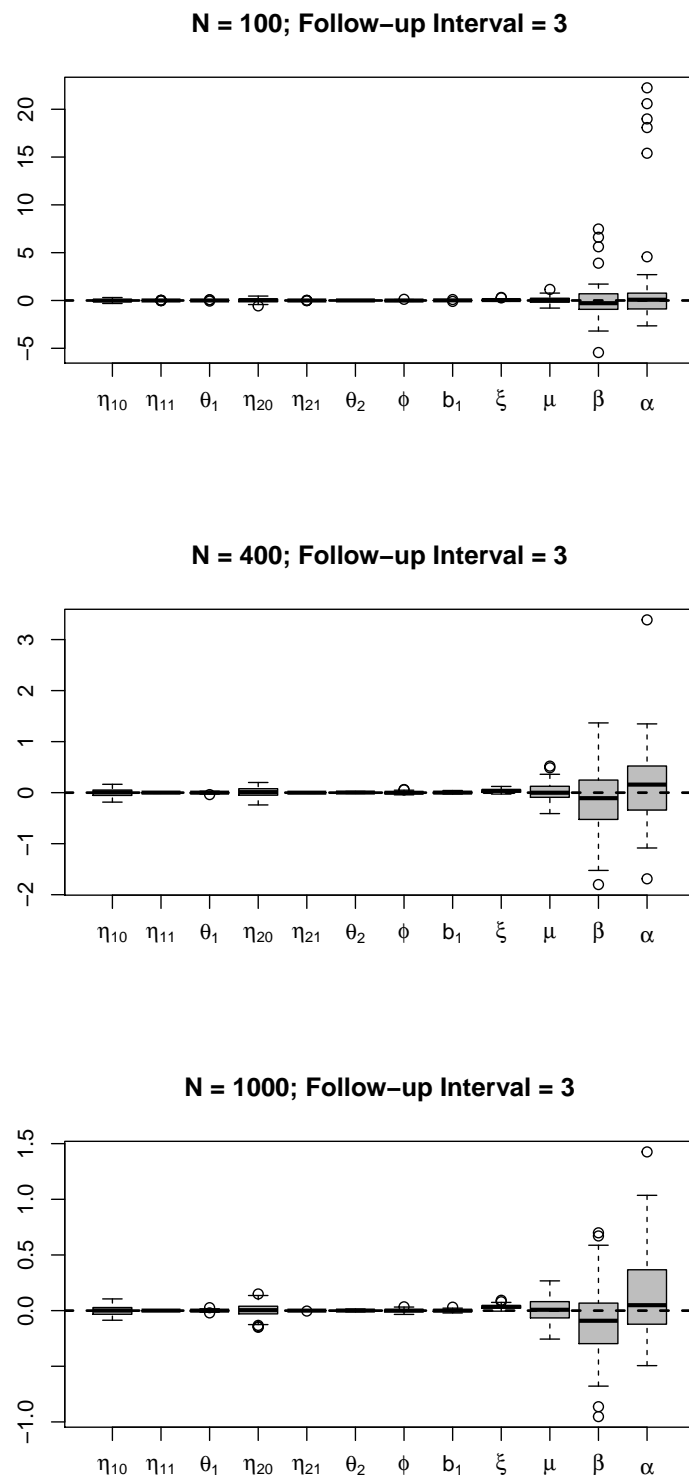 N = 100; Follow−up Interval = 3
20
15
10
5
0
−5
η10 η11 θ1 η20 η21 θ2 ϕ b1 ξ μ β α
N = 400; Follow−up Interval = 3
3
2
1
0
−1
−2
η10 η11 θ1 η20 η21 θ2 ϕ b1 ξ μ β α
N = 1000; Follow−up Interval = 3
1.5
1.0
0.5
0.0
−1.0
η10 η11 θ1 η20 η21 θ2 ϕ b1 ξ μ β α